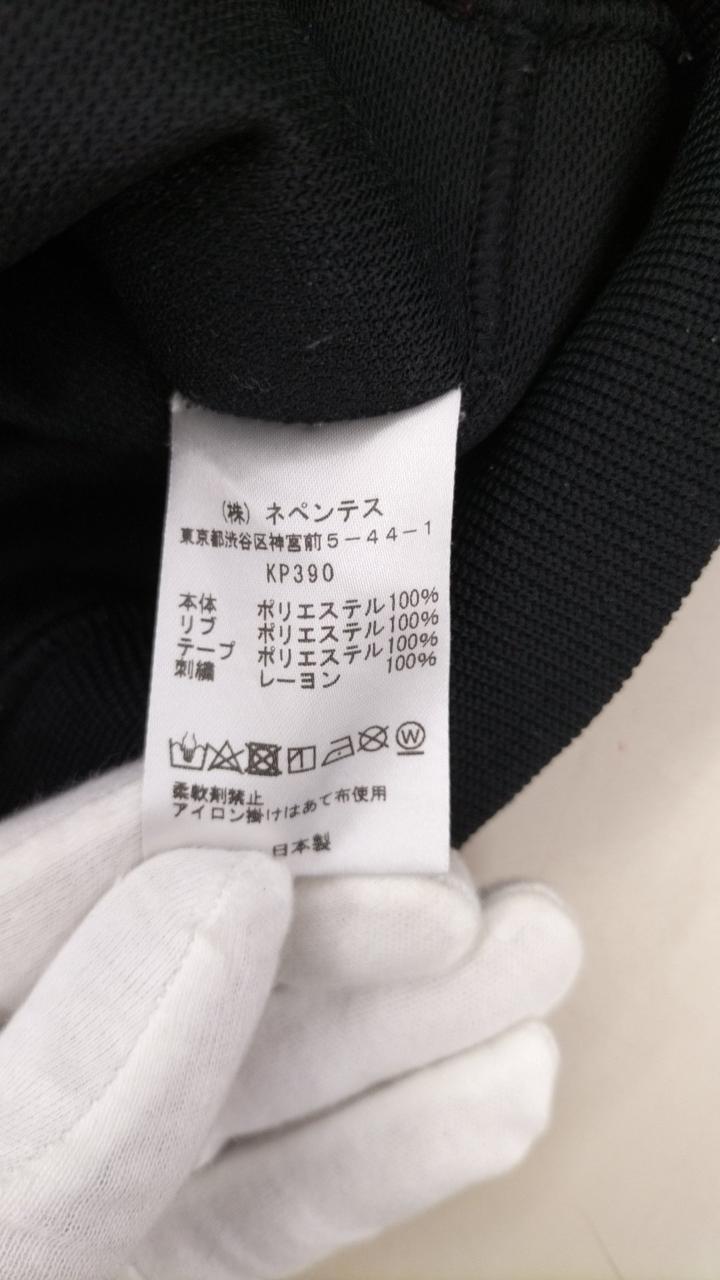 (株) ネペンテス
東京都渋谷区神宮前5-44-1
KP390
本体 ポリエステル100%
リブ ポリエステル100%
テープ ポリエステル100%
刺繍 レーヨン 100%
W
柔軟剤禁止
アイロン掛けはあて布使用
日本製